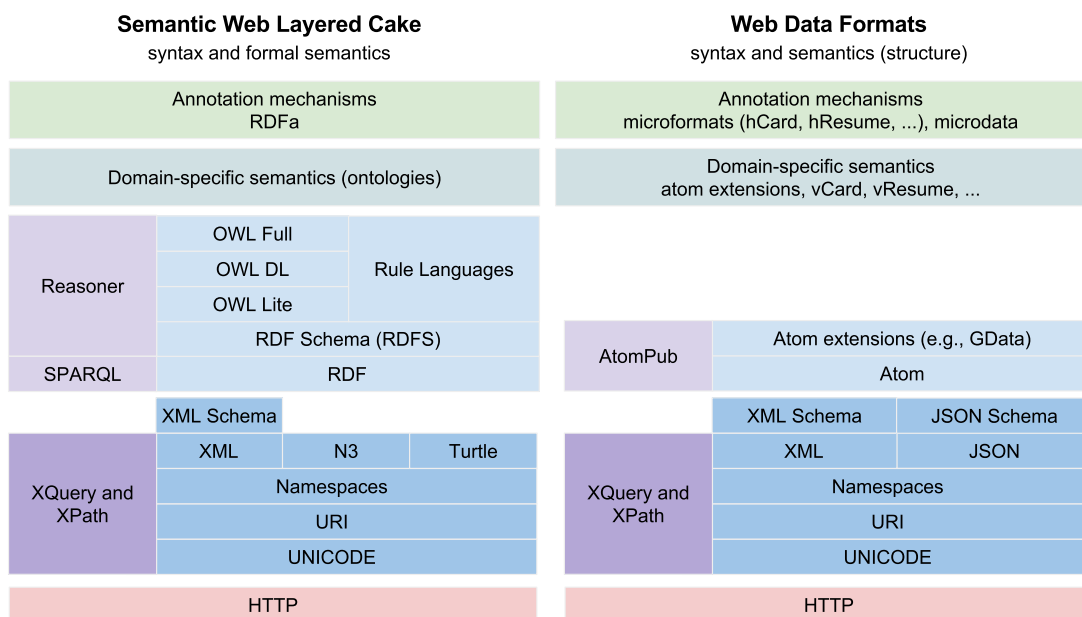 Semantic Web Layered Cake
syntax and formal semantics
Annotation mechanisms
RDFa
Domain-specific semantics (ontologies)
Reasoner
OWL Full
OWL DL
OWL Lite
Rule Languages
RDF Schema (RDFS)
SPARQL
RDF
XML Schema
XQuery and
XPath
XML
N3
Turtle
Namespaces
URI
UNICODE
HTTP
Web Data Formats
syntax and semantics (structure)
Annotation mechanisms
microformats (hCard, hResume, ...), microdata
Domain-specific semantics
atom extensions, vCard, vResume, ...
AtomPub
Atom extensions (e.g., GData)
Atom
XML Schema
JSON Schema
XQuery and
XPath
XML
JSON
Namespaces
URI
UNICODE
HTTP